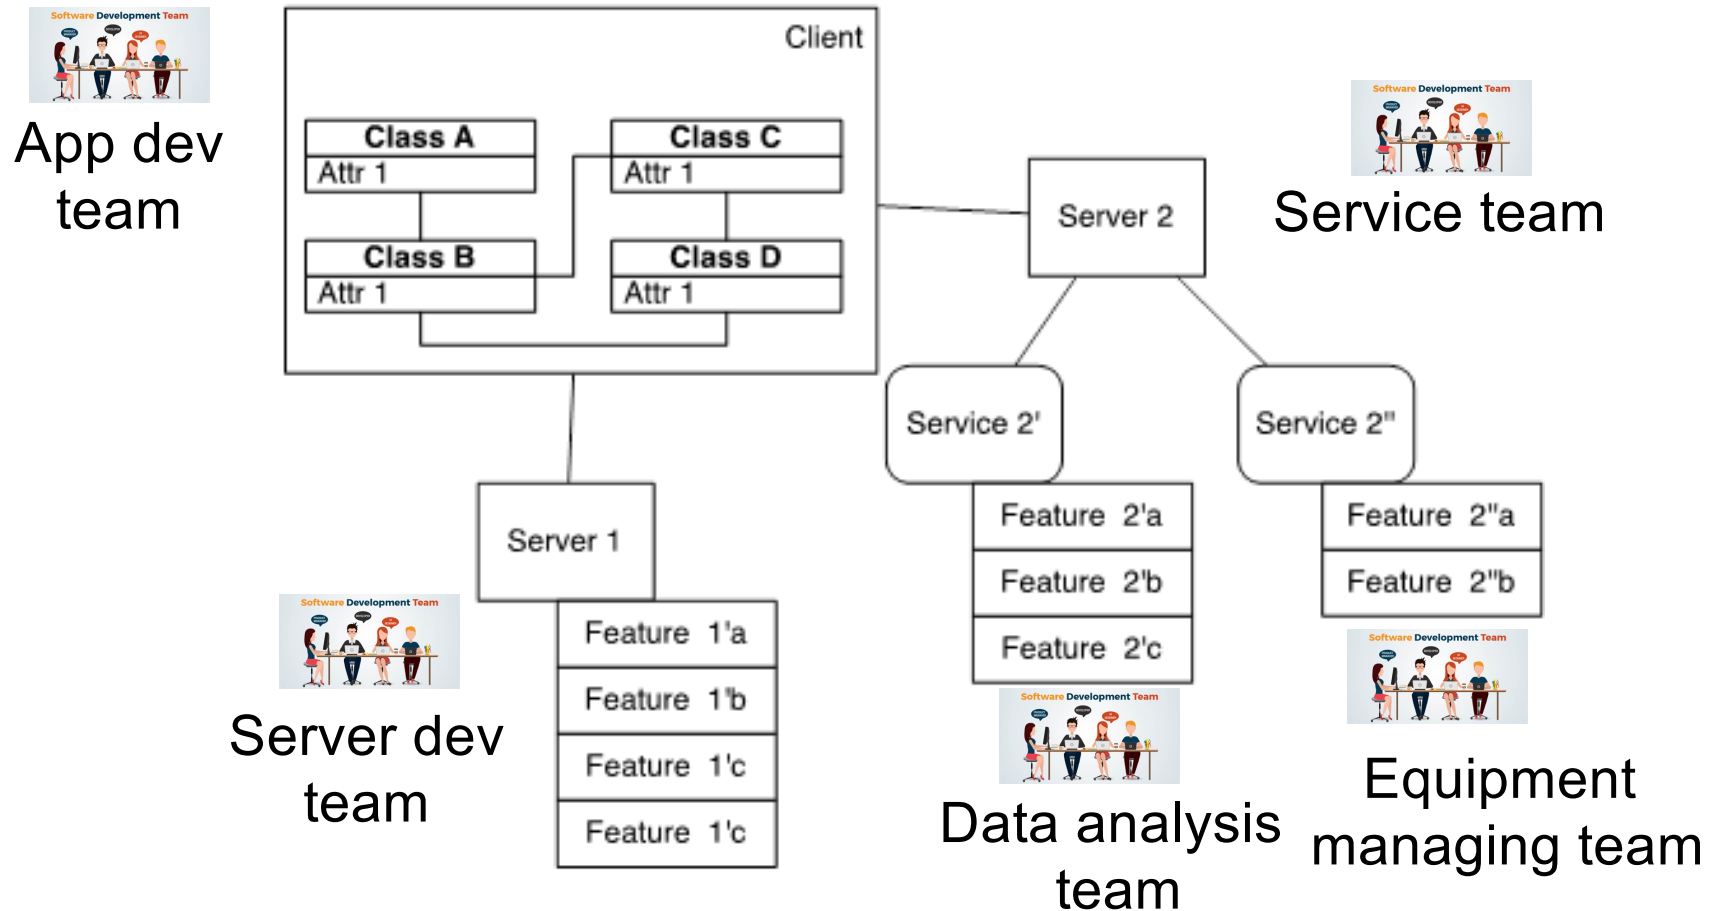 Software Development Team
App dev
team
Client
Class A
Attr 1
Class B
Attr 1
Class C
Attr 1
Class D
Attr 1
Server 2
Software Development Team
Service team
Service 2'
Feature 2'a
Feature 2'b
Feature 2'c
Service 2"
Feature 2"a
Feature 2"b
Server 1
Feature 1'a
Feature 1'b
Feature 1'c
Feature 1'c
Software Development Team
Server dev
team
Software Development Team
Data analysis
team
Software Development Team
Equipment
managing team